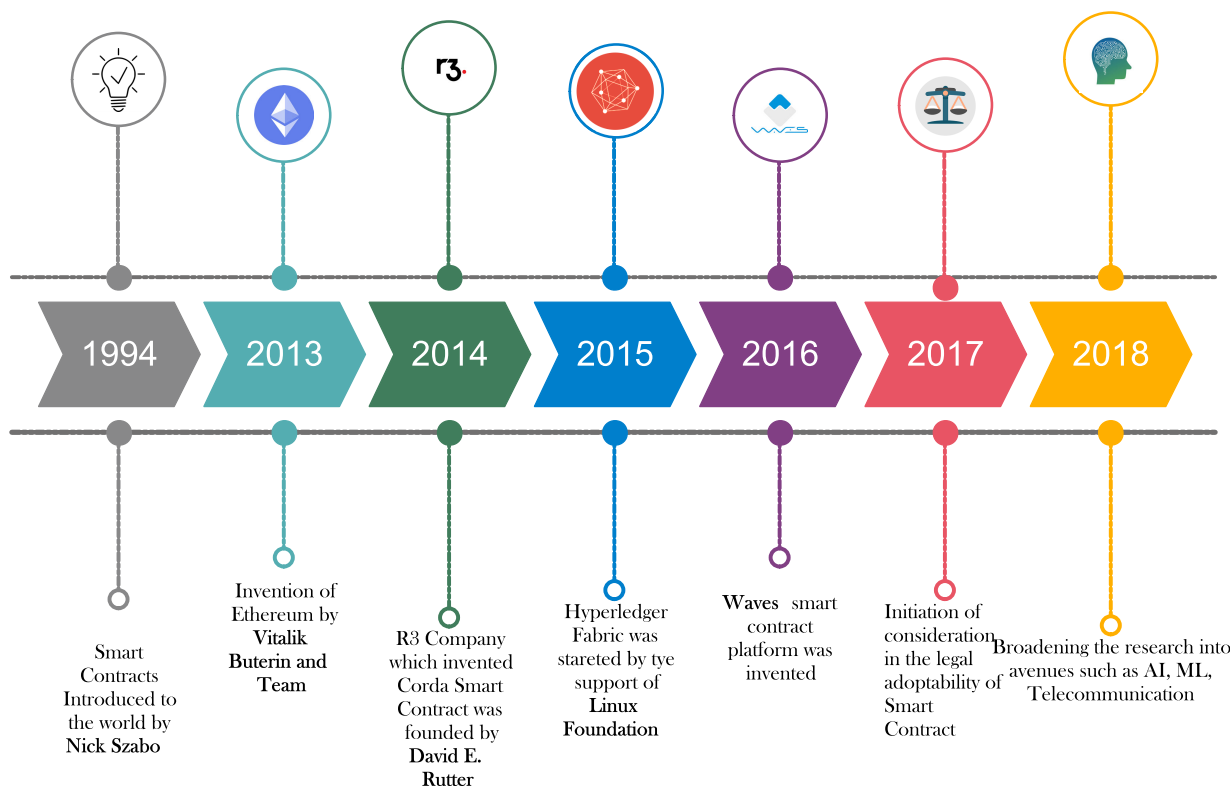 r3.
WAVES
1994
2013
2014
2015
2016
2017
2018
Smart
Contracts
Introduced to
the world by
Nick Szabo
Invention of
Ethereum by
Vitalik
Buterin and
Team
R3 Company
which invented
Corda Smart
Contract was
founded by
David E.
Rutter
Hyperledger
Fabric was
stareted by tye
support of
Linux
Foundation
Waves smart
contract
platform was
invented
Initiation of
consideration
in the legal
adoptability of
Smart
Contract
Broadening the research into
avenues such as AI, ML,
Telecommunication